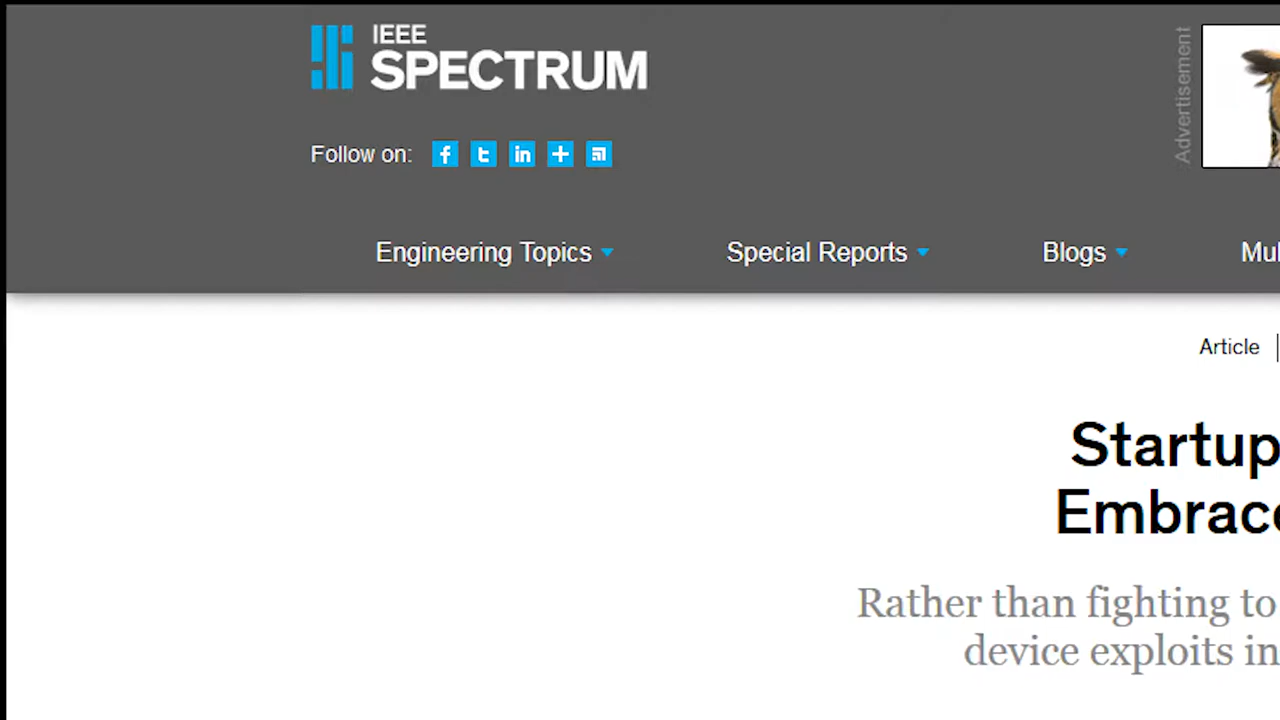 IEEE
SPECTRUM
Advertisement
Follow on:
Engineering Topics
Special Reports
Blogs
Article
Startup
Rather than fighting to
device exploits in